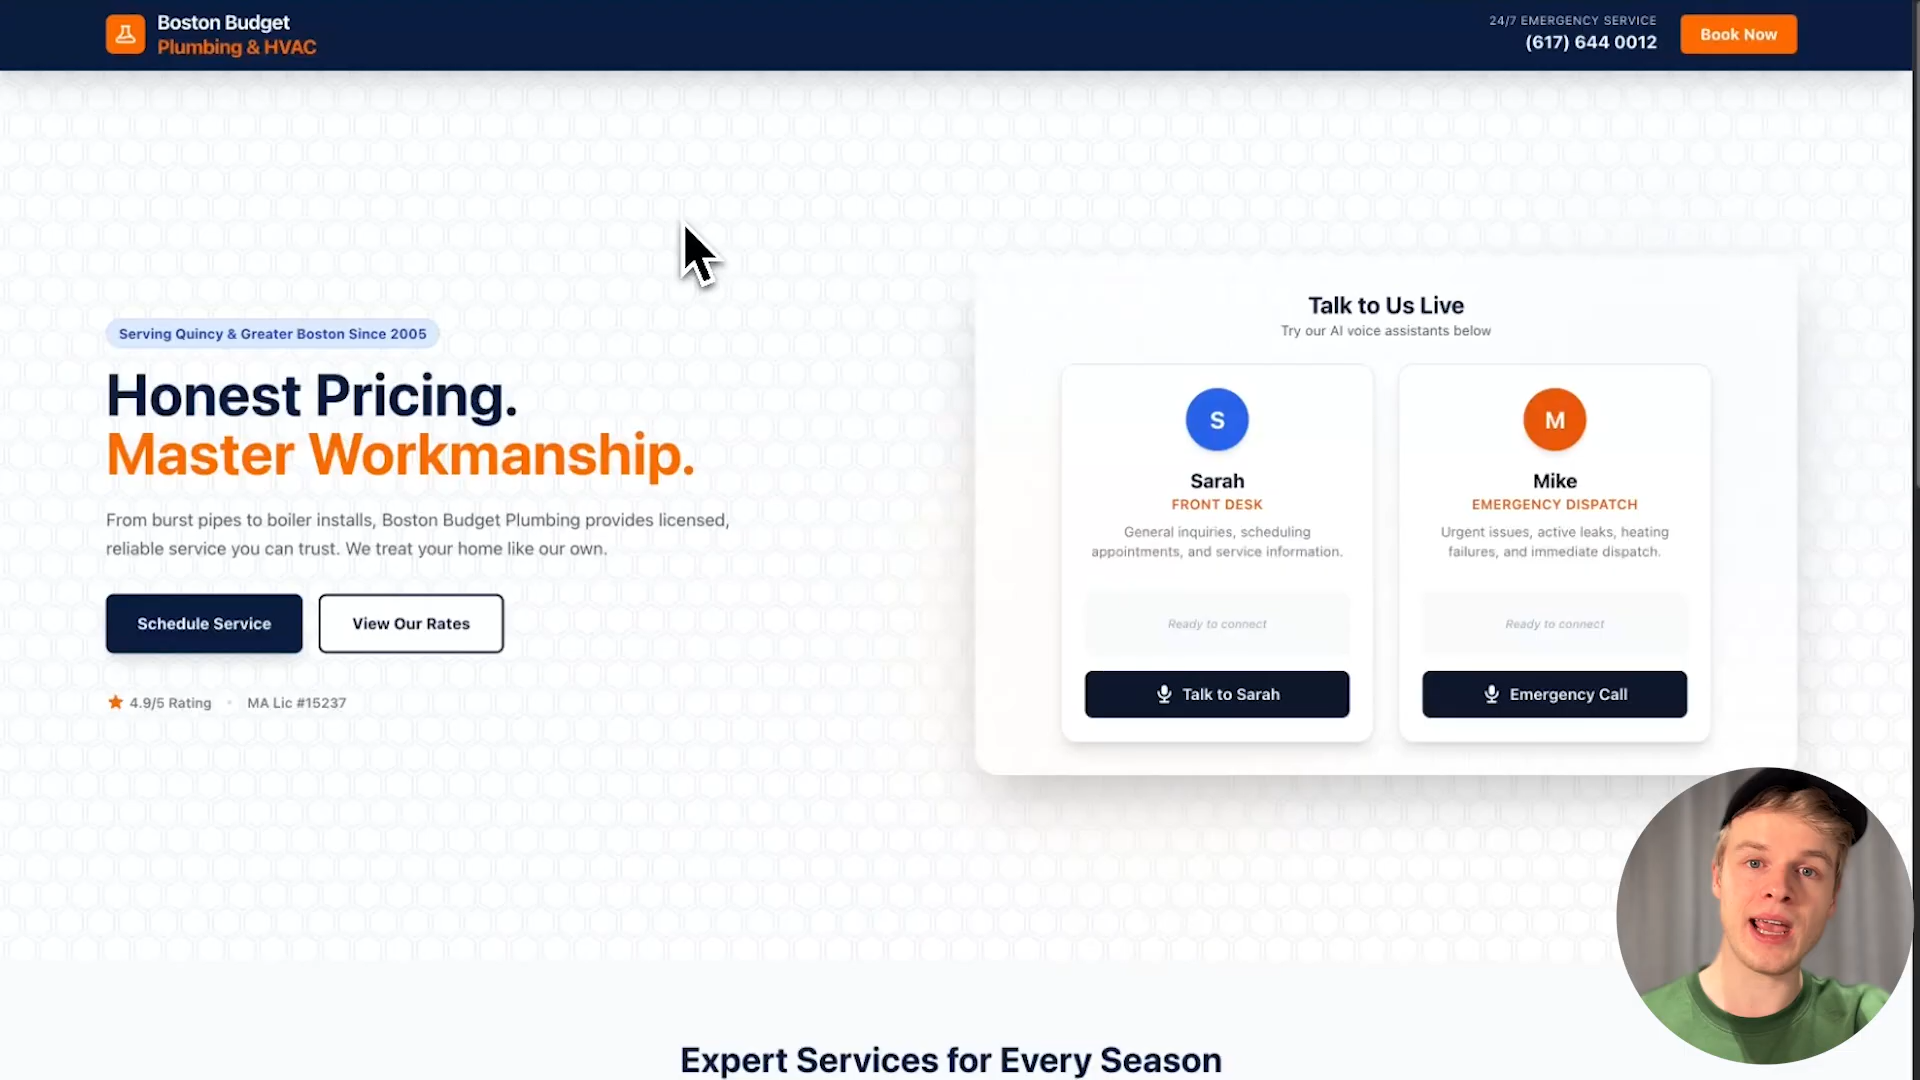 Boston Budget
Plumbing & HVAC
24/7 EMERGENCY SERVICE
(617) 644 0012
Book Now
Serving Quincy & Greater Boston Since 2005
Honest Pricing.
Master Workmanship.
From burst pipes to boiler installs, Boston Budget Plumbing provides licensed,
reliable service you can trust. We treat your home like our own.
Schedule Service
View Our Rates
4.9/5 Rating • MA Lic #15237
Talk to Us Live
Try our AI voice assistants below
S
Sarah
FRONT DESK
General inquiries, scheduling
appointments, and service information.
Ready to connect
Talk to Sarah
M
Mike
EMERGENCY DISPATCH
Urgent issues, active leaks, heating
failures, and immediate dispatch.
Ready to connect
Emergency Call
Expert Services for Every Season